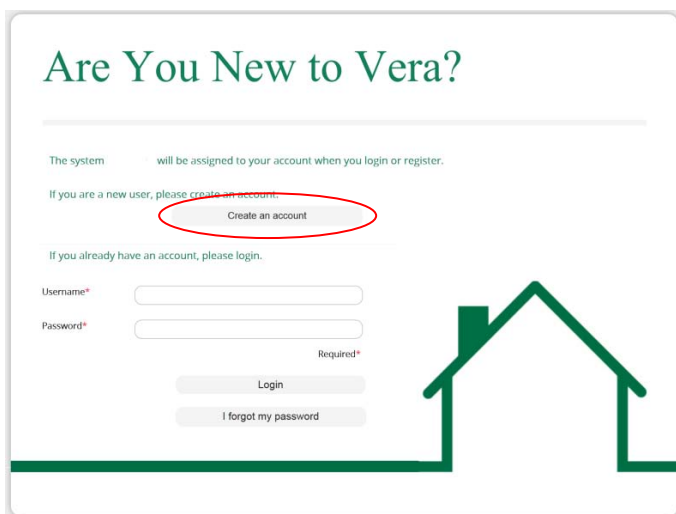 Are You New to Vera?
The system will be assigned to your account when you login or register.
If you are a new user, please create an account.
Create an account
If you already have an account, please login.
Username*
Password*
Required*
Login
I forgot my password